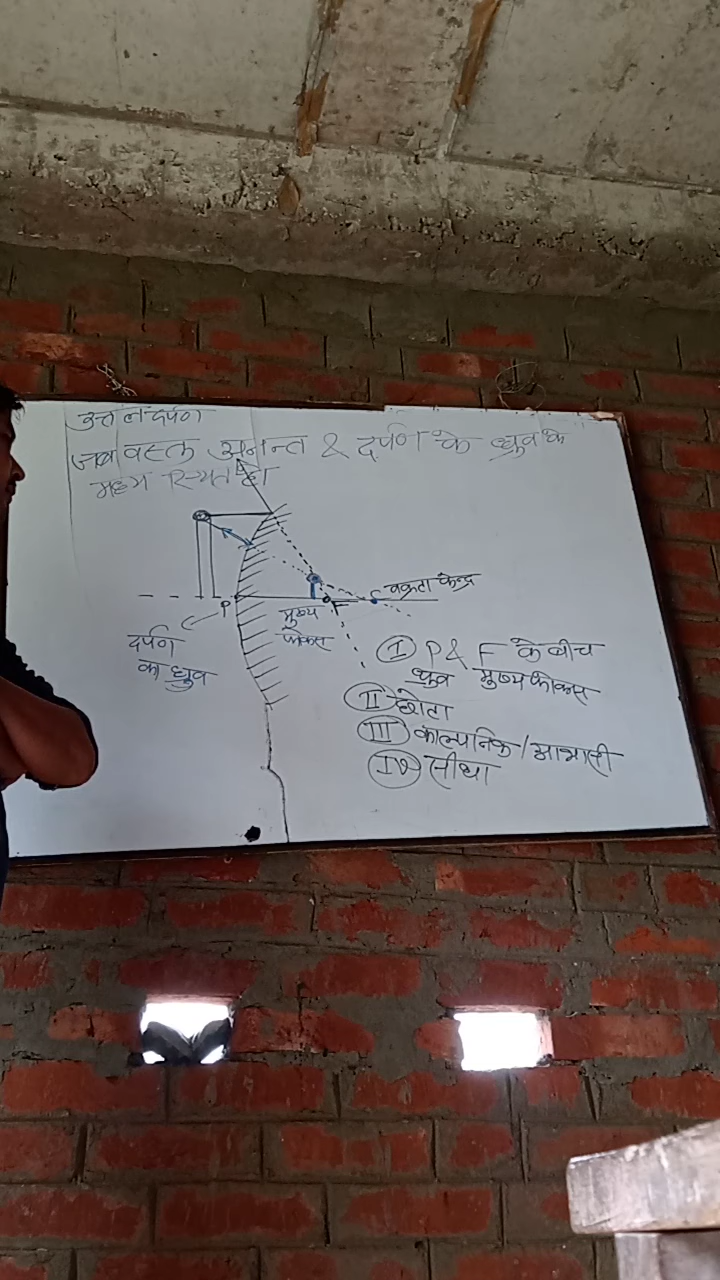 उत्तल दर्पण
जब वस्तु अनन्त & दर्पण के ध्रुव के
मध्य स्थित हो
P
F
C
वक्रता केन्द्र
मुख्य
फोकस
दर्पण
का ध्रुव
I P & F के बीच
ध्रुव मुख्य फोकस
II छोटा
III काल्पनिक / आभासी
IV सीधा